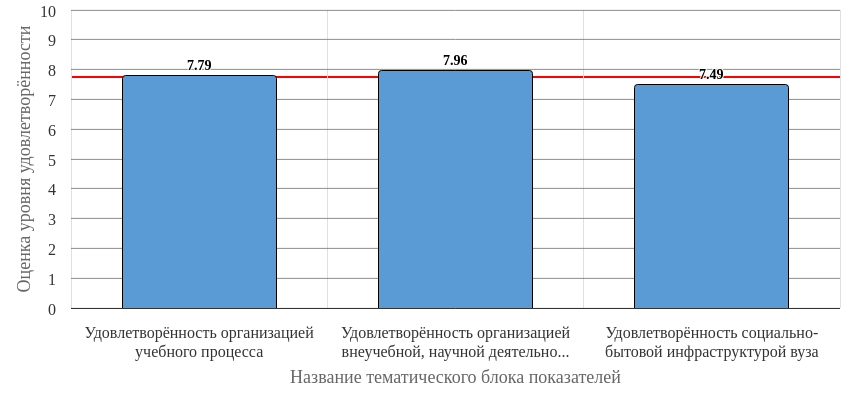 Оценка уровня удовлетворённости
10
9
8
7
6
5
4
3
2
1
0
7.79
7.96
7.49
Удовлетворённость организацией
учебного процесса
Удовлетворённость организацией
внеучебной, научной деятельно...
Удовлетворённость социально-
бытовой инфраструктурой вуза
Название тематического блока показателей